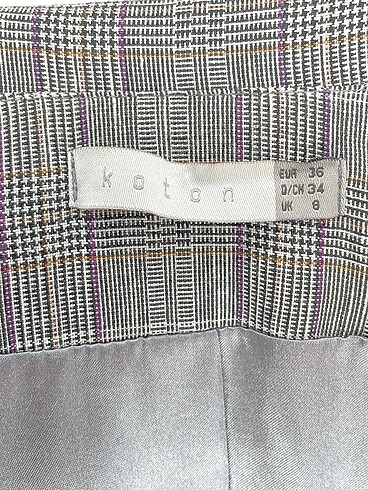 koton
EUR 36
D/CH 34
UK 8